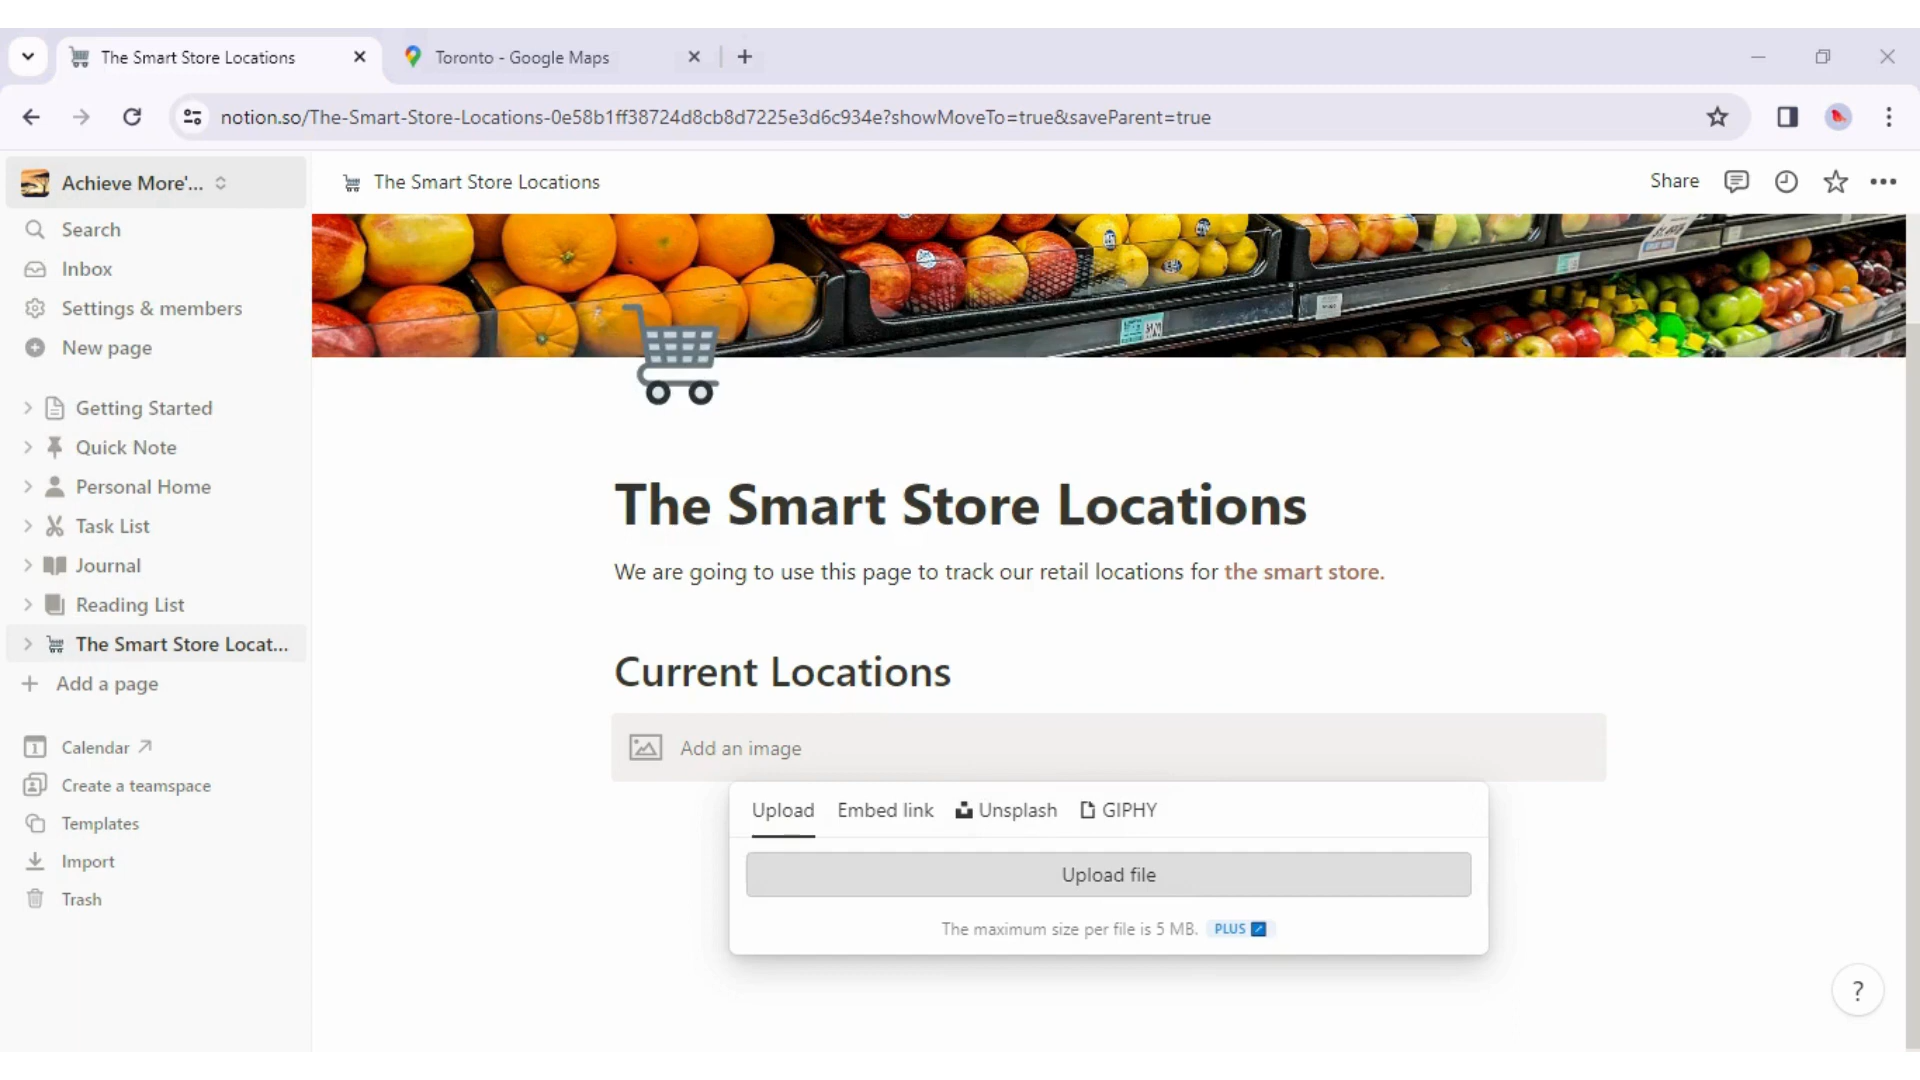 The Smart Store Locations
Toronto - Google Maps
notion.so/The-Smart-Store-Locations-0e58b1ff38724d8cb8d7225e3d6c934e?showMoveTo=true&saveParent=true
Achieve More'...
The Smart Store Locations
Share
Search
Inbox
Settings & members
New page
Getting Started
Quick Note
Personal Home
Task List
Journal
Reading List
The Smart Store Locat...
Add a page
1
Calendar
Create a teamspace
Templates
Import
Trash
The Smart Store Locations
We are going to use this page to track our retail locations for the smart store.
Current Locations
Add an image
Upload Embed link Unsplash GIPHY
Upload file
The maximum size per file is 5 MB. PLUS
?